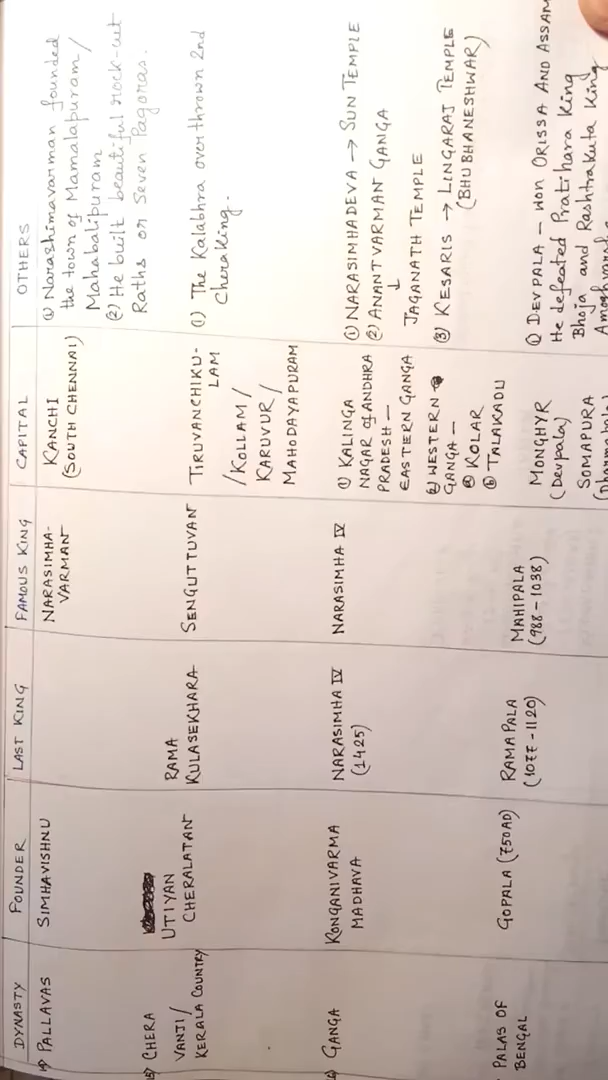 DYNASTY
FOUNDER
LAST KING
FAMOUS KING
CAPITAL
OTHERS
PALLAVAS
SIMHAVISHNU
NARASIMHA-
VARMAN
KANCHI
(SOUTH CHENNAI)
① Narashimavarman founded
the town of Mamalapuram/
Mahabalipuram
② He built beautiful rock-cut
Raths or Seven Pagoras.
CHERA
VANJI/
KERALA COUNTRY
UTIYAN
CHERALATAN
RAMA
KULASEKHARA
SENGUTTUVAN
TIRUVANCHIKU-
LAM
/KOLLAM/
KARUVUR/
MAHODAYAPURAM
(1) The Kalabhra overthrown 2nd
Chera King.
GANGA
KONGANIVARMA
MADHAVA
NARASIMHA IV
(1425)
NARASIMHA IV
① KALINGA
NAGAR of ANDHRA
PRADESH —
EASTERN GANGA
② WESTERN
GANGA —
ⓐ KOLAR
ⓑ TALAKADU
① NARASIMHADEVA → SUN TEMPLE
② ANANTVARMAN GANGA
↓
JAGANATH TEMPLE
③ KESARIS → LINGARAJ TEMPLE
(BHUBHANESHWAR)
PALAS OF
BENGAL
GOPALA (750AD)
RAMAPALA
(1077-1120)
MAHIPALA
(988-1038)
MONGHYR
(Devpala)
SOMAPURA
① DEVPALA — WON ORISSA AND ASSAM
He defeated Pratihara King
Bhoja and Rashtrakuta King